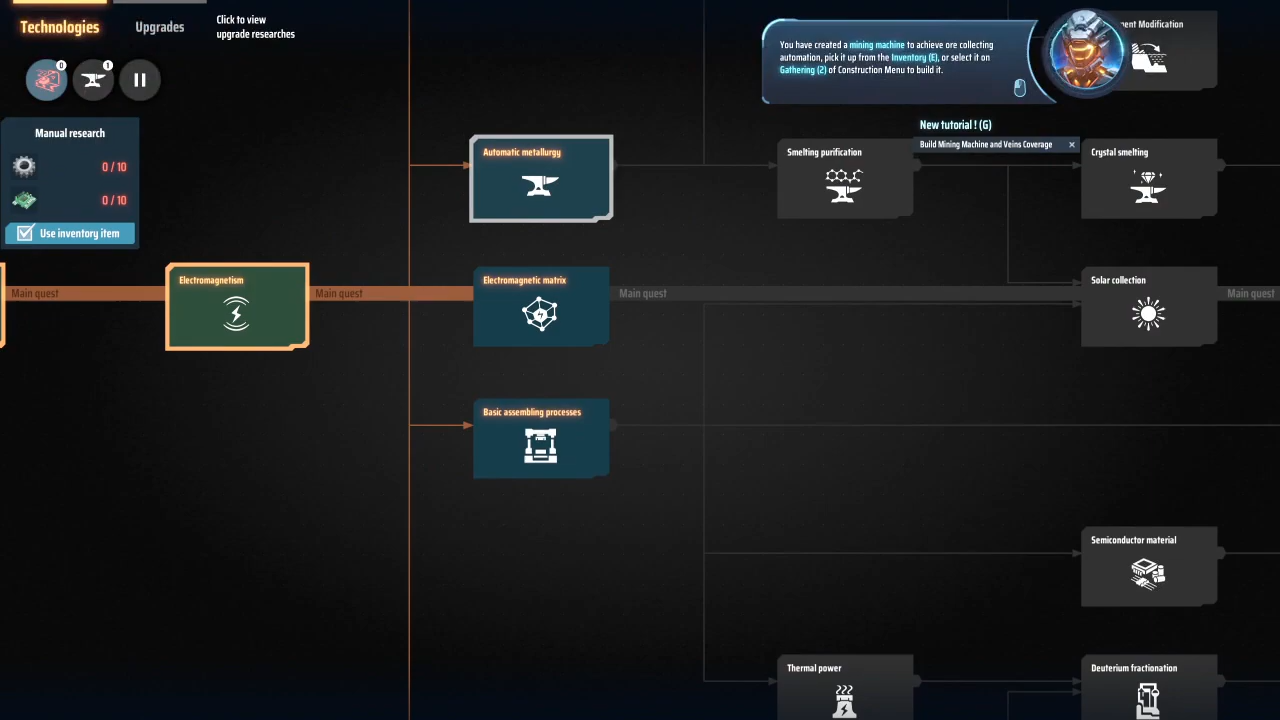 Technologies
Upgrades
Click to view
upgrade researches
0
1
You have created a mining machine to achieve ore collecting
automation, pick it up from the Inventory (E), or select it on
Gathering (2) of Construction Menu to build it.
Modification
New tutorial ! (G)
Build Mining Machine and Veins Coverage
Manual research
0 / 10
0 / 10
Use inventory item
Automatic metallurgy
Smelting purification
Crystal smelting
Main quest
Electromagnetism
Main quest
Electromagnetic matrix
Main quest
Solar collection
Main quest
Basic assembling processes
Semiconductor material
Thermal power
Deuterium fractionation